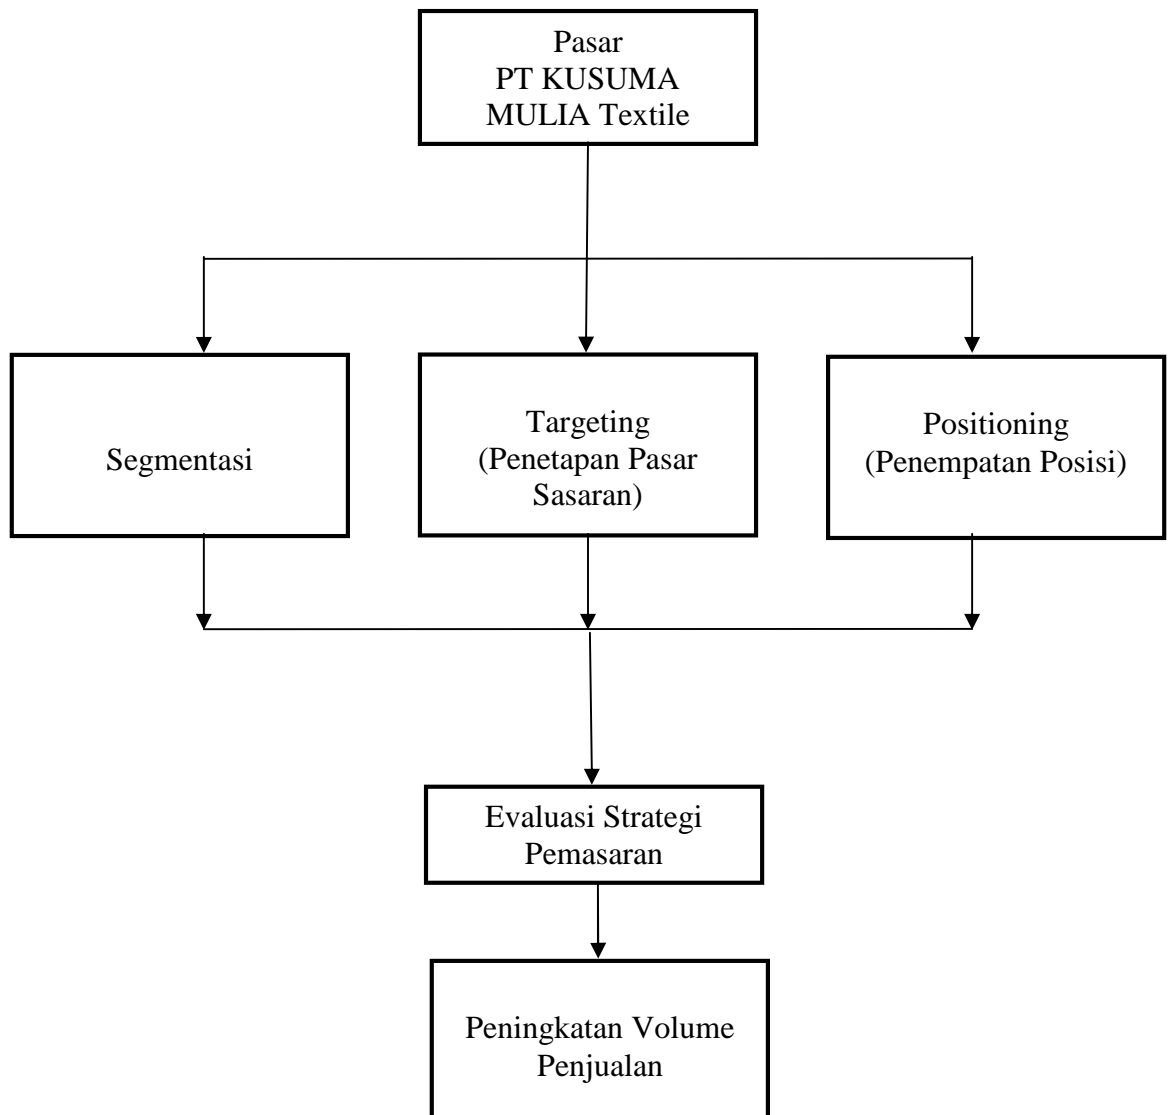 Pasar
PT KUSUMA
MULIA Textile
Segmentasi
Targeting
(Penetapan Pasar
Sasaran)
Positioning
(Penempatan Posisi)
Evaluasi Strategi
Pemasaran
Peningkatan Volume
Penjualan